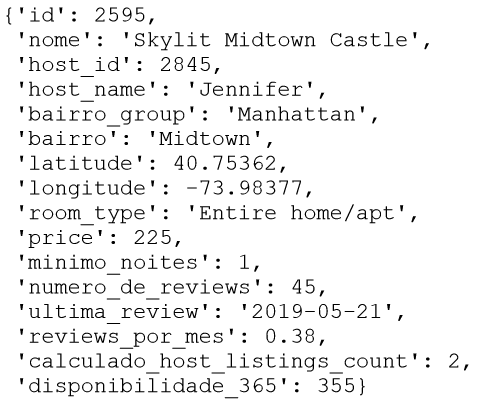 {'id': 2595,
'nome': 'Skylit Midtown Castle',
'host_id': 2845,
'host_name': 'Jennifer',
'bairro_group': 'Manhattan',
'bairro': 'Midtown',
'latitude': 40.75362,
'longitude': -73.98377,
'room_type': 'Entire home/apt',
'price': 225,
'minimo_noites': 1,
'numero_de_reviews': 45,
'ultima_review': '2019-05-21',
'reviews_por_mes': 0.38,
'calculado_host_listings_count': 2,
'disponibilidade_365': 355}